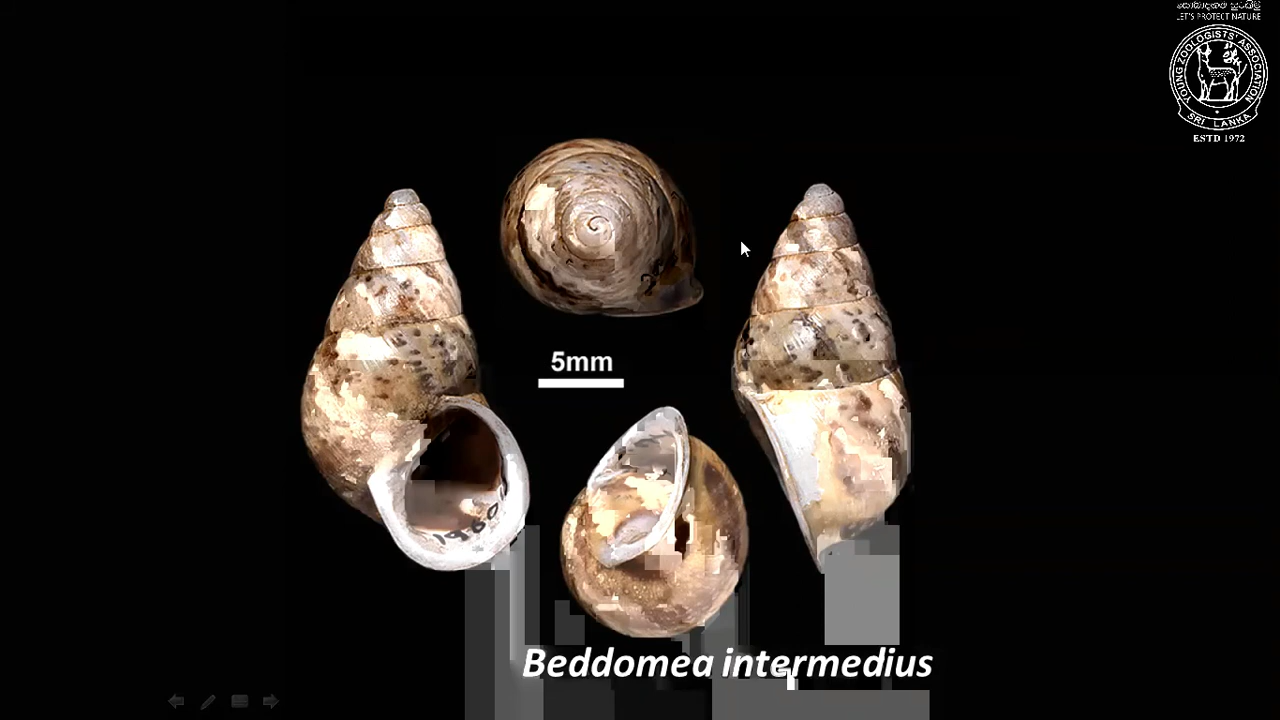 LET'S PROTECT NATURE
YOUNG ZOOLOGISTS' ASSOCIATION
SRI LANKA
ESTD 1972
5mm
Beddomea intermedius